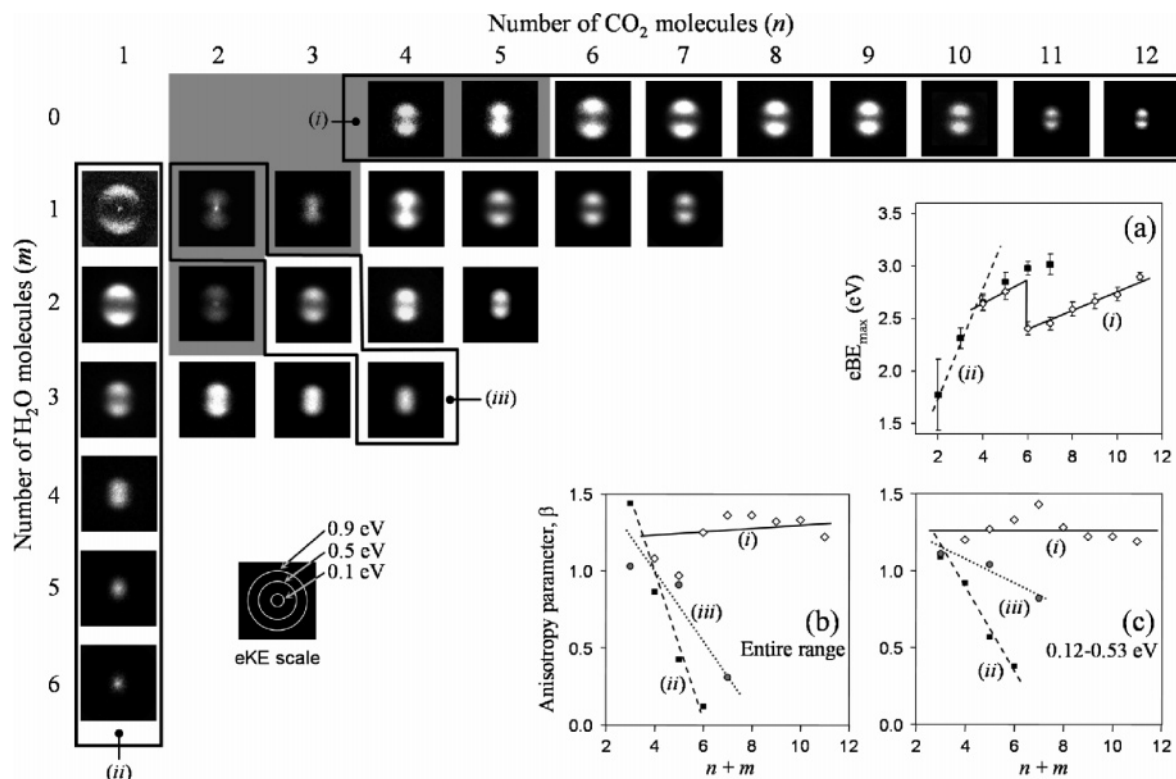 Number of CO₂ molecules (n)
1 2 3 4 5 6 7 8 9 10 11 12
Number of H₂O molecules (m)
0
(i)
1
2
3
(iii)
4
5
6
(ii)
0.9 eV
0.5 eV
0.1 eV
eKE scale
(a)
eBEmax (eV)
3.5
3.0
2.5
2.0
1.5
(i)
(ii)
2 4 6 8 10 12
Anisotropy parameter, β
1.5
1.0
0.5
0.0
(i)
(iii)
(b)
Entire range
(ii)
2 4 6 8 10 12
n + m
1.5
1.0
0.5
0.0
(i)
(iii)
(c)
0.12-0.53 eV
(ii)
2 4 6 8 10 12
n + m